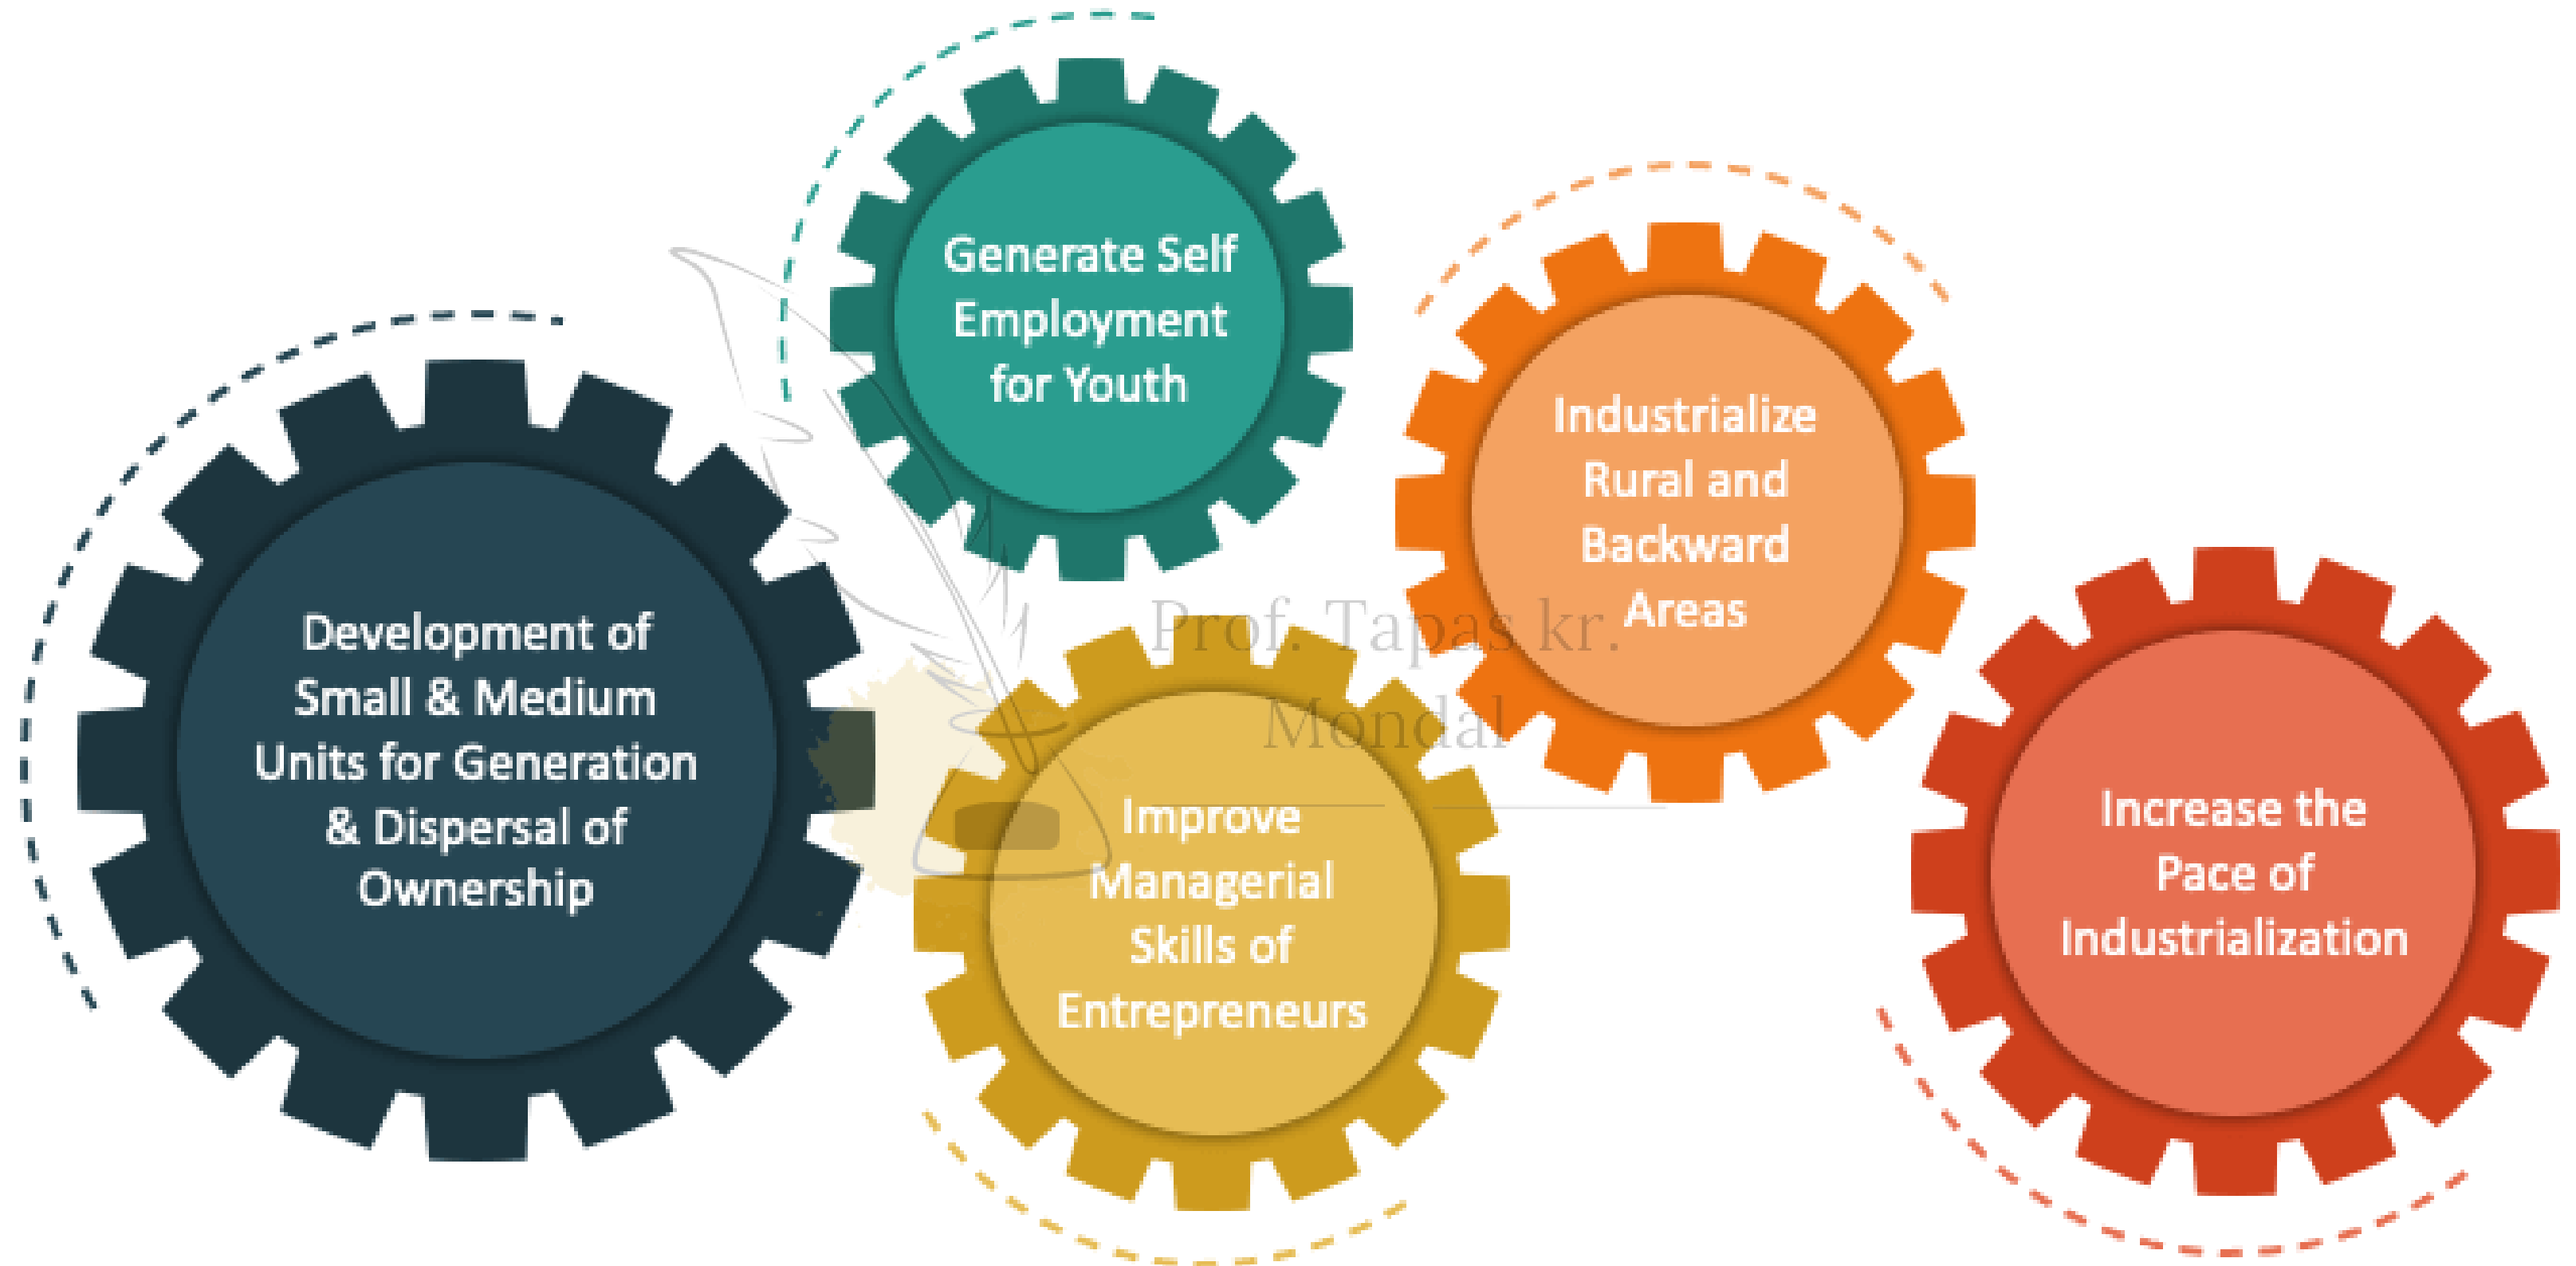 Development of
Small & Medium
Units for Generation
& Dispersal of
Ownership
Generate Self
Employment
for Youth
Improve
Managerial
Skills of
Entrepreneurs
Industrialize
Rural and
Backward
Areas
Increase the
Pace of
Industrialization
Prof. Tapas kr.
Mondal